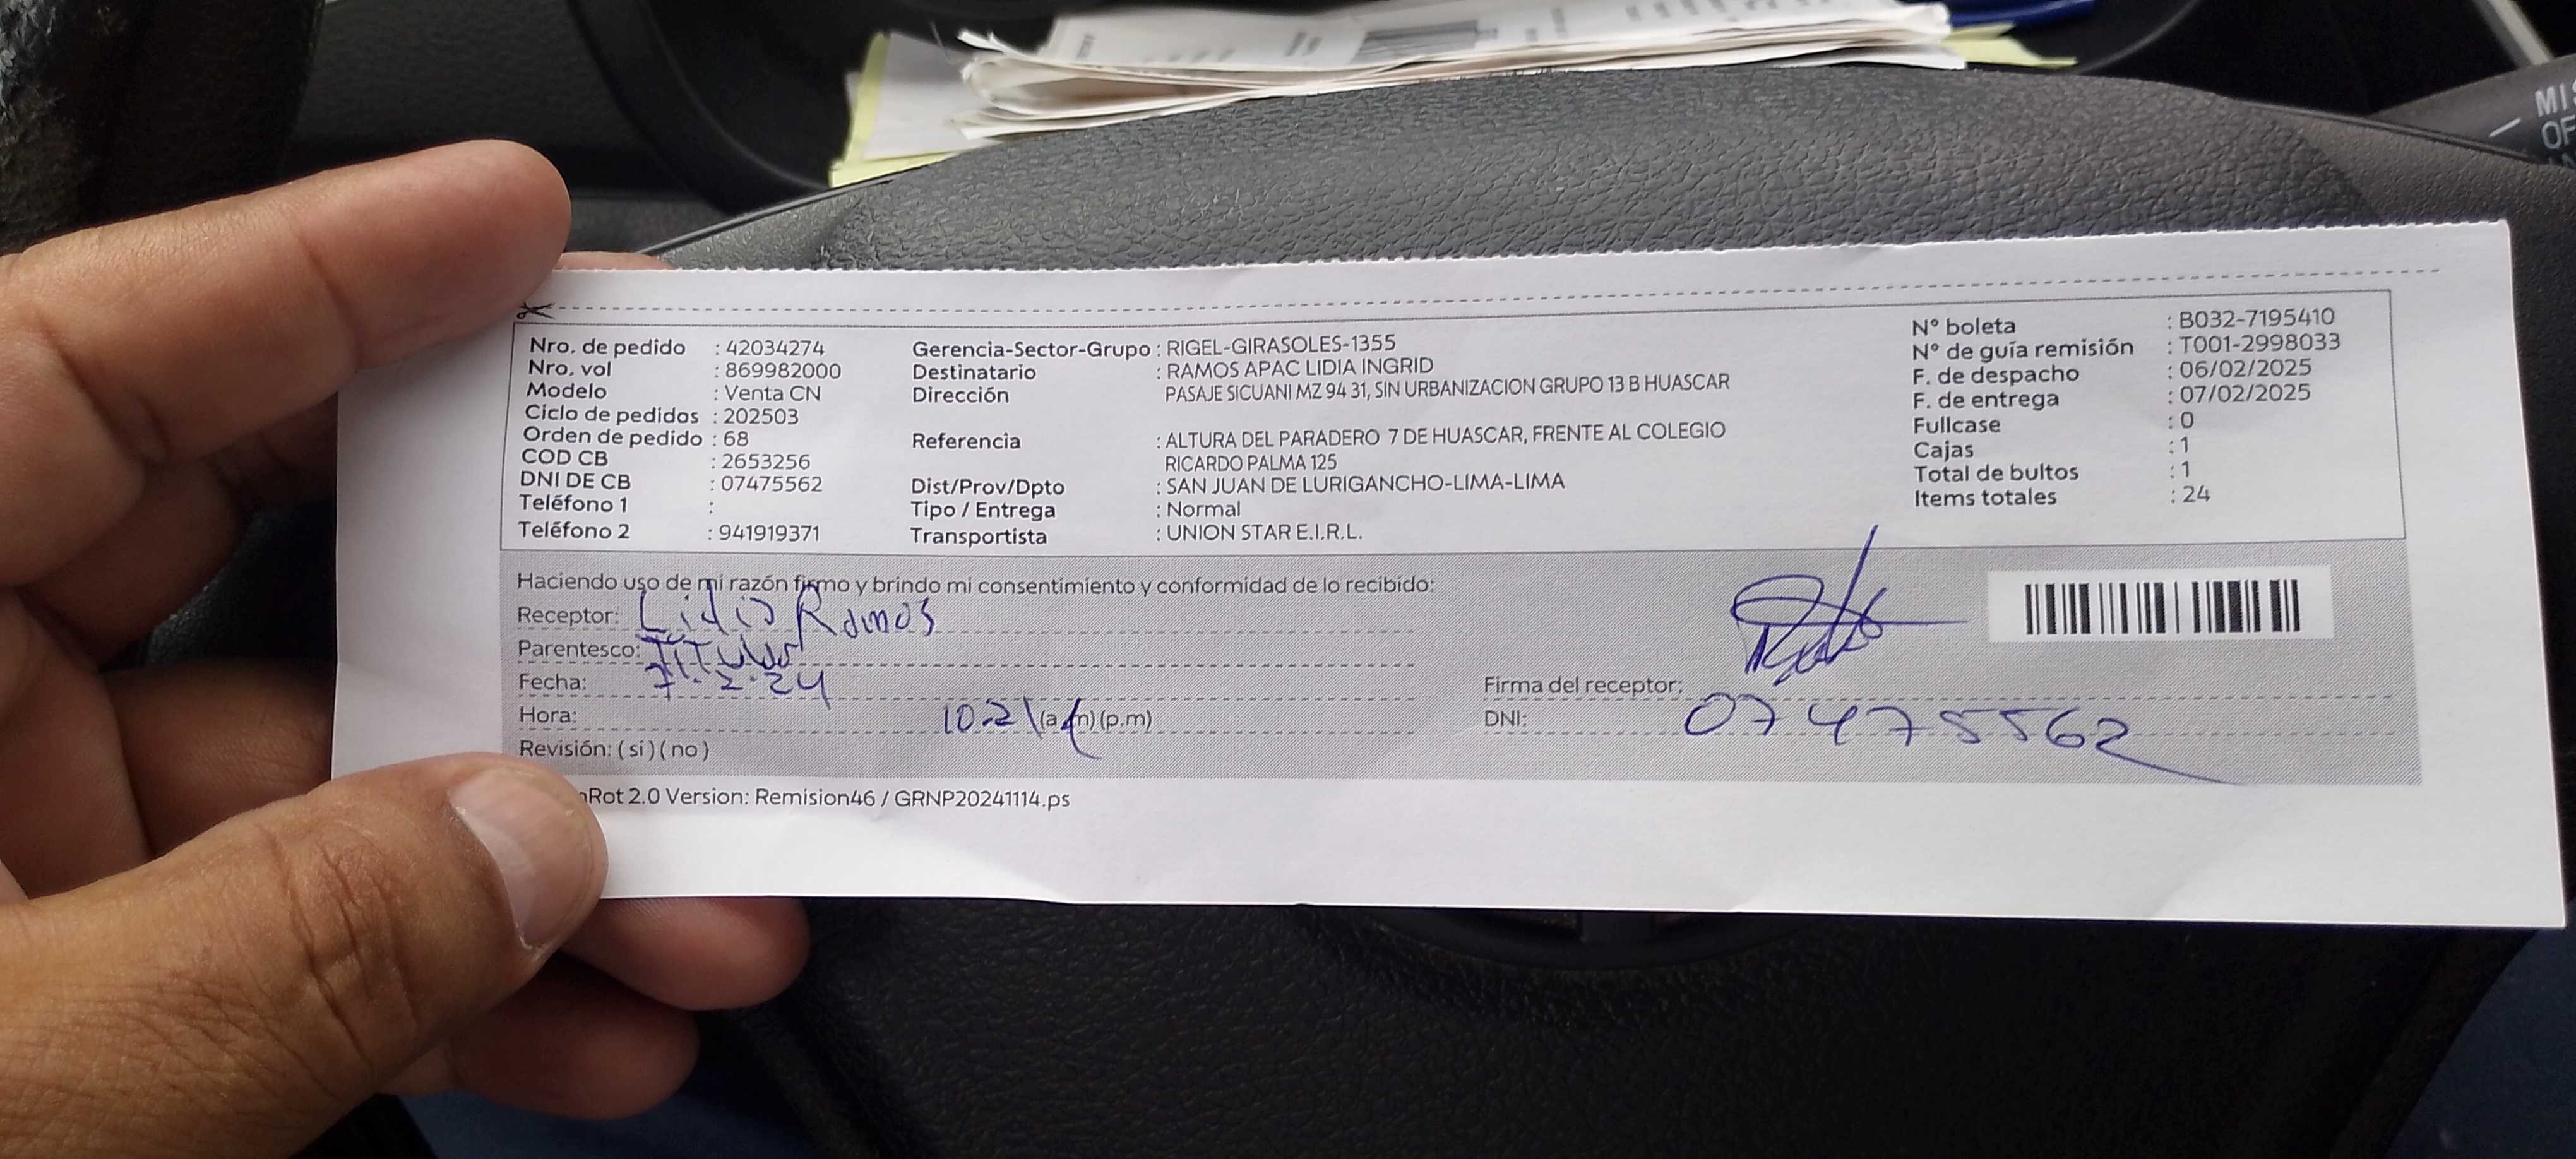 Nro. de pedido : 42034274 Gerencia-Sector-Grupo : RIGEL-GIRASOLES-1355 N° boleta : B032-7195410
Nro. vol : 869982000 Destinatario : RAMOS APAC LIDIA INGRID N° de guía remisión : T001-2998033
Modelo : Venta CN Dirección PASAJE SICUANI MZ 94 31, SIN URBANIZACION GRUPO 13 B HUASCAR F. de despacho : 06/02/2025
Ciclo de pedidos : 202503 F. de entrega : 07/02/2025
Orden de pedido : 68 Referencia : ALTURA DEL PARADERO 7 DE HUASCAR, FRENTE AL COLEGIO Fullcase : 0
COD CB : 2653256 RICARDO PALMA 125 Cajas : 1
DNI DE CB : 07475562 Dist/Prov/Dpto : SAN JUAN DE LURIGANCHO-LIMA-LIMA Total de bultos : 1
Teléfono 1 : Tipo / Entrega : Normal Items totales : 24
Teléfono 2 : 941919371 Transportista : UNION STAR E.I.R.L.
Haciendo uso de mi razón firmo y brindo mi consentimiento y conformidad de lo recibido:
Receptor: Lidia Ramos
Parentesco: Titular
Fecha: 7.2.24 Firma del receptor:
Hora: 10:21 (a.m) (p.m) DNI: 07475562
Revisión: ( si ) ( no )
Rot 2.0 Version: Remision46 / GRNP20241114.ps